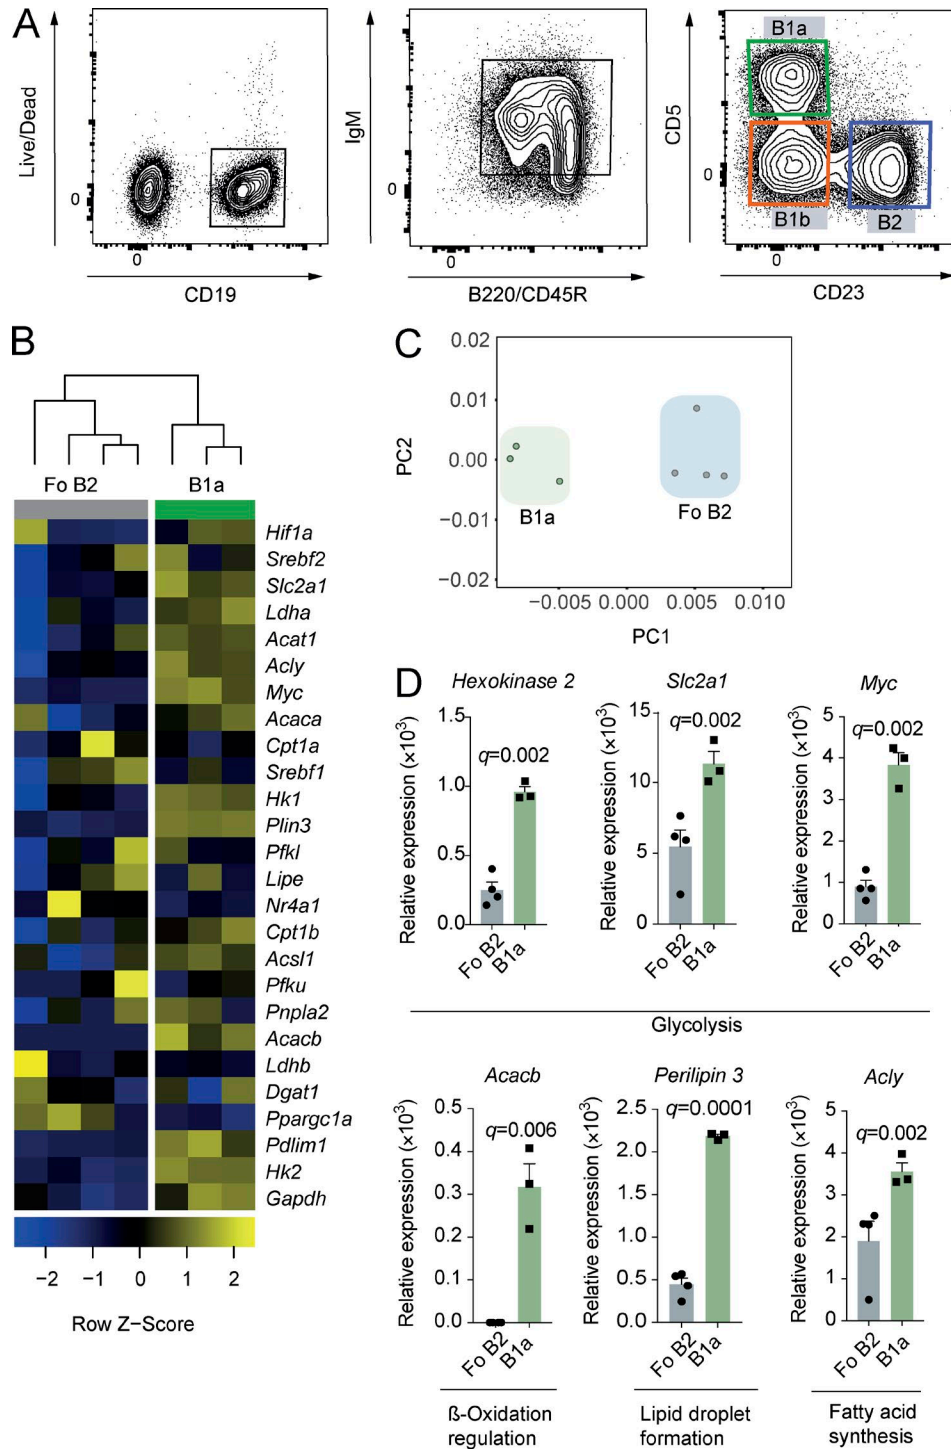 A
Live/Dead
0
0
CD19
IgM
0
0
B220/CD45R
CD5
0
0
CD23
B1a
B1b
B2
B
Fo B2
B1a
Hif1a
Srebf2
Slc2a1
Ldha
Acat1
Acly
Myc
Acaca
Cpt1a
Srebf1
Hk1
Plin3
Pfkl
Lipe
Nr4a1
Cpt1b
Acsl1
Pfku
Pnpla2
Acacb
Ldhb
Dgat1
Ppargc1a
Pdlim1
Hk2
Gapdh
−2 −1 0 1 2
Row Z−Score
C
PC2
0.02
0.01
0.00
−0.01
−0.02
B1a
Fo B2
−0.005 0.000 0.005 0.010
PC1
D
Hexokinase 2
Relative expression (×10³)
1.5
1.0
0.5
0.0
q=0.002
Fo B2
B1a
Slc2a1
Relative expression (×10³)
15
10
5
0
q=0.002
Fo B2
B1a
Myc
Relative expression (×10³)
5
4
3
2
1
0
q=0.002
Fo B2
B1a
Glycolysis
Acacb
Relative expression (×10³)
0.5
0.4
0.3
0.2
0.1
0.0
q=0.006
Fo B2
B1a
ß-Oxidation
regulation
Perilipin 3
Relative expression (×10³)
2.5
2.0
1.5
1.0
0.5
0.0
q=0.0001
Fo B2
B1a
Lipid droplet
formation
Acly
Relative expression (×10³)
5
4
3
2
1
0
q=0.002
Fo B2
B1a
Fatty acid
synthesis